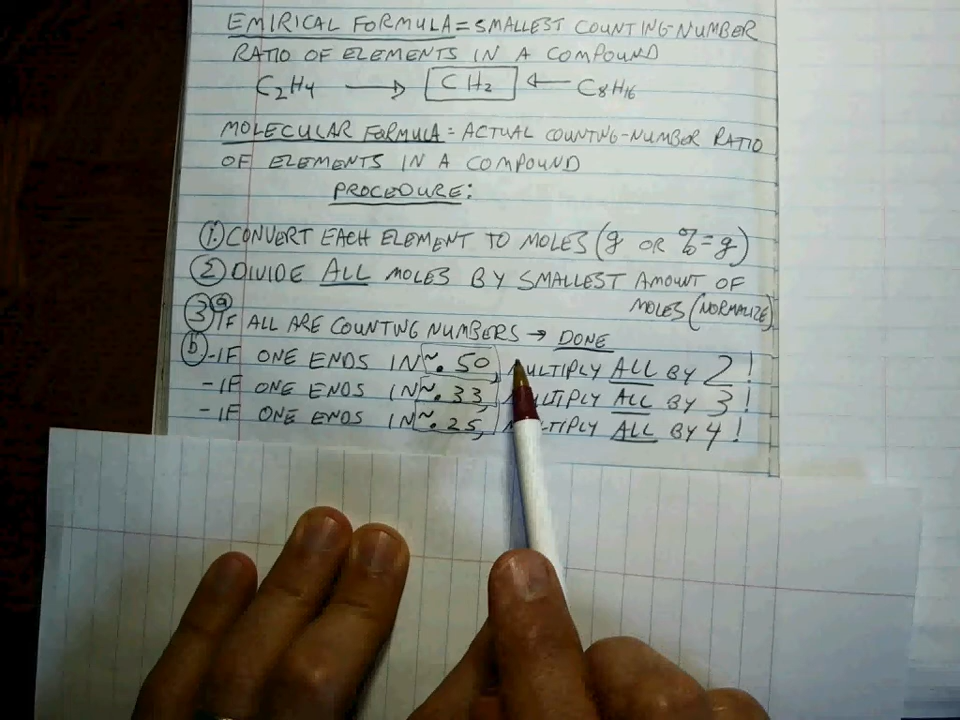 EMIRICAL FORMULA = SMALLEST COUNTING-NUMBER
RATIO OF ELEMENTS IN A COMPOUND
C2H4 → CH2 ← C8H16
MOLECULAR FORMULA = ACTUAL COUNTING-NUMBER RATIO
OF ELEMENTS IN A COMPOUND
PROCEDURE:
1. CONVERT EACH ELEMENT TO MOLES (g OR %=g)
2 DIVIDE ALL MOLES BY SMALLEST AMOUNT OF
MOLES (NORMALIZE)
3 a IF ALL ARE COUNTING NUMBERS → DONE
b - IF ONE ENDS IN ~.50, MULTIPLY ALL BY 2!
- IF ONE ENDS IN ~.33, MULTIPLY ALL BY 3!
- IF ONE ENDS IN ~.25, MULTIPLY ALL BY 4!